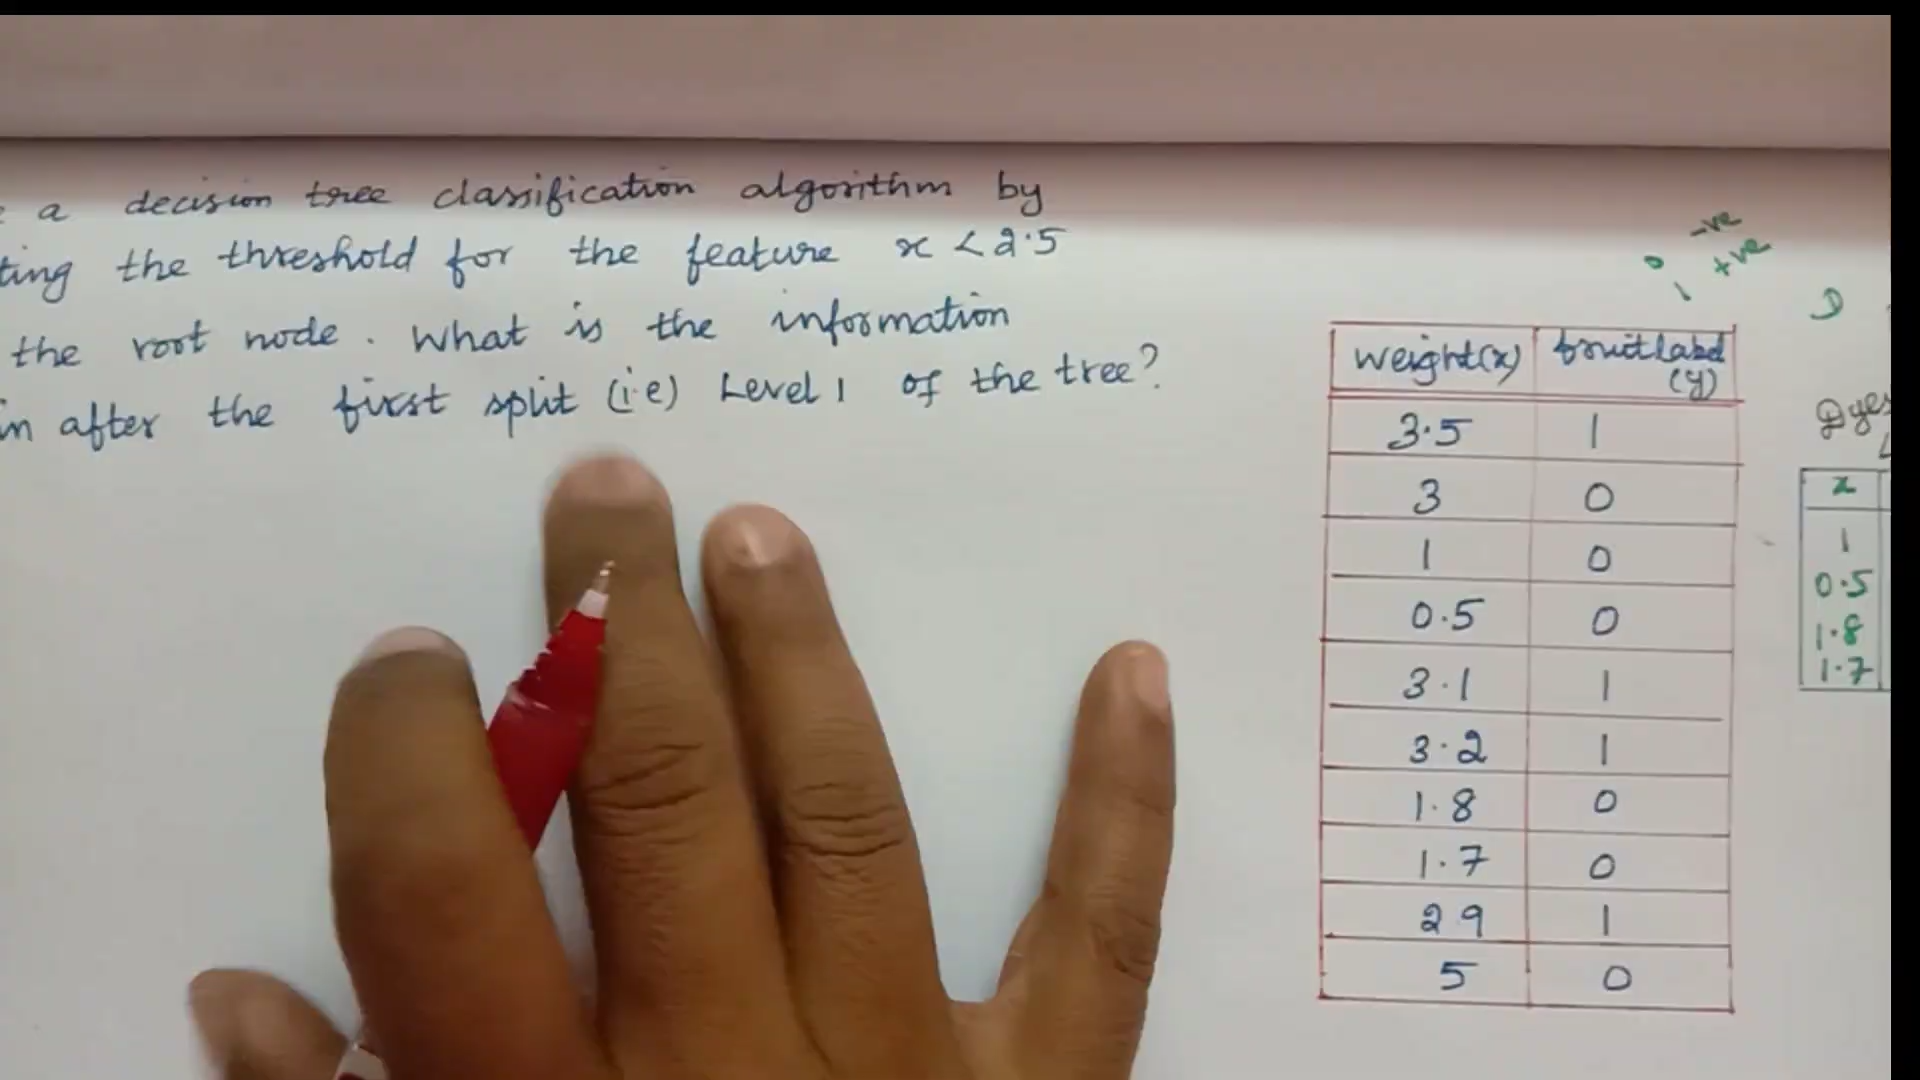 a decision tree classification algorithm by
ting the threshold for the feature x < 2.5
the root node. What is the information
in after the first split (i.e) Level 1 of the tree?
-ve
0 +ve
1
D
weight(x) fruit label (y)
3.5 1
3 0
1 0
0.5 0
3.1 1
3.2 1
1.8 0
1.7 0
2.9 1
5 0
Dyes
x
1
0.5
1.8
1.7